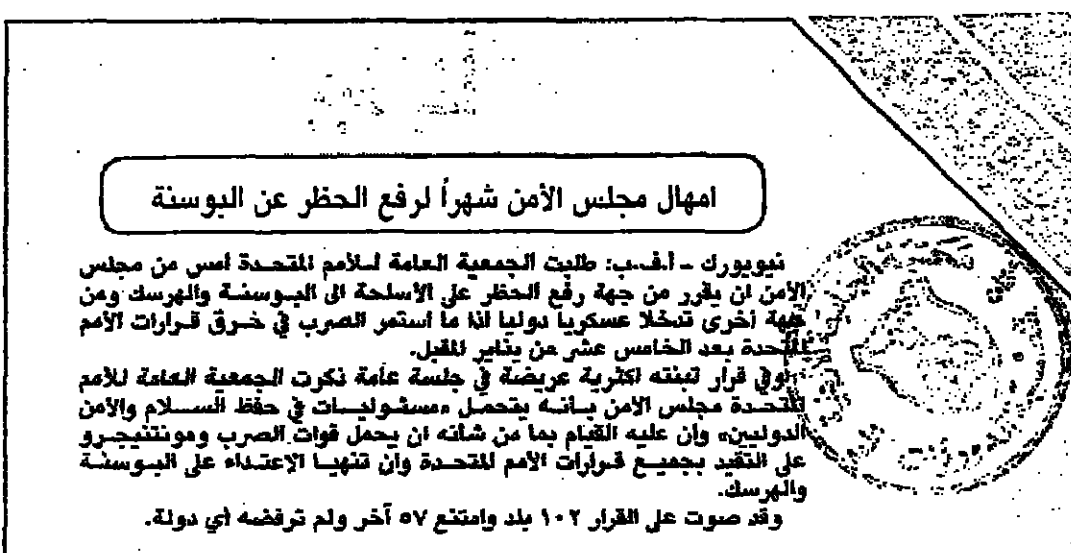 امهال مجلس الأمن شهراً لرفع الحظر عن البوسنة
نيويورك - أ.ف.ب: طلبت الجمعية العامة للأمم المتحدة أمس من مجلس
الأمن ان يقرر من جهة رفع الحظر على الأسلحة الى البوسنة والهرسك ومن
جهة أخرى تدخلا عسكريا دوليا اذا ما استمر الصرب في خرق قرارات الأمم
المتحدة بعد الخامس عشر من يناير المقبل.
وفي قرار تبنته اكثرية عريضة في جلسة عامة ذكرت الجمعية العامة للأمم
المتحدة مجلس الأمن بانه يتحمل «مسئوليات في حفظ السلام والأمن
الدوليين» وأن عليه القيام بما من شأنه ان يحمل قوات الصرب ومونتنيجرو
على التقيد بجميع قرارات الأمم المتحدة وأن تنهيا الإعتداء على البوسنة
والهرسك.
وقد صوت على القرار ١٠٢ بلد وامتنع ٥٧ آخر ولم ترفضه أي دولة.